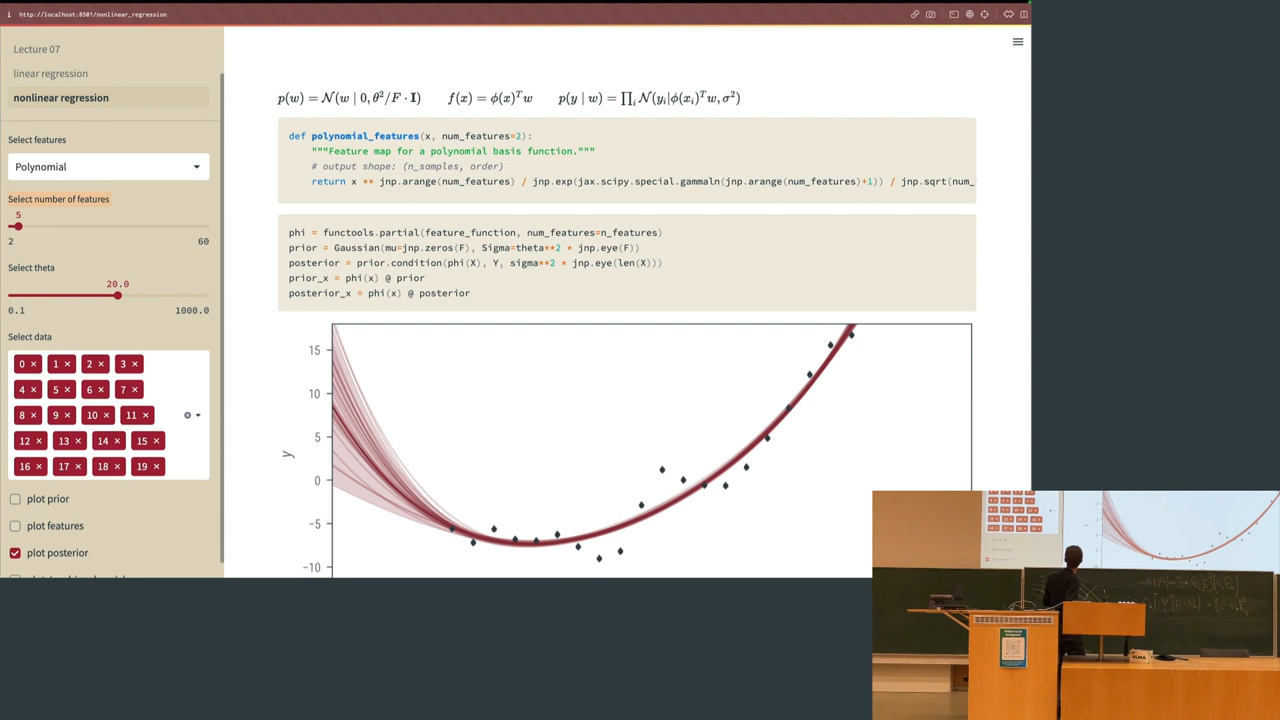 http://localhost:8501/nonlinear_regression
Lecture 07
linear regression
nonlinear regression
Select features
Polynomial
Select number of features
5
2 60
Select theta
20.0
0.1 1000.0
Select data
0 × 1 × 2 × 3 ×
4 × 5 × 6 × 7 ×
8 × 9 × 10 × 11 ×
12 × 13 × 14 × 15 ×
16 × 17 × 18 × 19 ×
plot prior
plot features
plot posterior
p(w) = N(w | 0, θ²/F · I) f(x) = ϕ(x)ᵀw p(y | w) = ∏ᵢ N(yᵢ|ϕ(xᵢ)ᵀw, σ²)
def polynomial_features(x, num_features=2):
"""Feature map for a polynomial basis function."""
# output shape: (n_samples, order)
return x ** jnp.arange(num_features) / jnp.exp(jax.scipy.special.gammaln(jnp.arange(num_features)+1)) / jnp.sqrt(num_
phi = functools.partial(feature_function, num_features=n_features)
prior = Gaussian(mu=jnp.zeros(F), Sigma=theta**2 * jnp.eye(F))
posterior = prior.condition(phi(X), Y, sigma**2 * jnp.eye(len(X)))
prior_x = phi(x) @ prior
posterior_x = phi(x) @ posterior
15
10
5
y
0
−5
−10